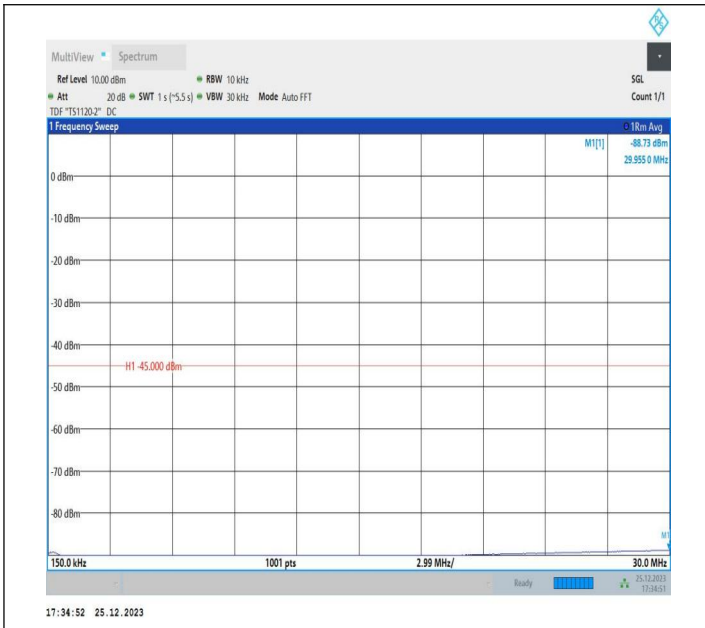 R S
MultiView Spectrum
Ref Level 10.00 dBm RBW 10 kHz SGL
Att 20 dB SWT 1 s (~5.5 s) VBW 30 kHz Mode Auto FFT Count 1/1
TDF "TS1120-2" DC
1 Frequency Sweep 1Rm Avg
M1[1] -88.73 dBm
29.955 0 MHz
0 dBm
-10 dBm
-20 dBm
-30 dBm
-40 dBm
H1 -45.000 dBm
-50 dBm
-60 dBm
-70 dBm
-80 dBm
M1
150.0 kHz 1001 pts 2.99 MHz/ 30.0 MHz
Ready 25.12.2023
17:34:51
17:34:52 25.12.2023